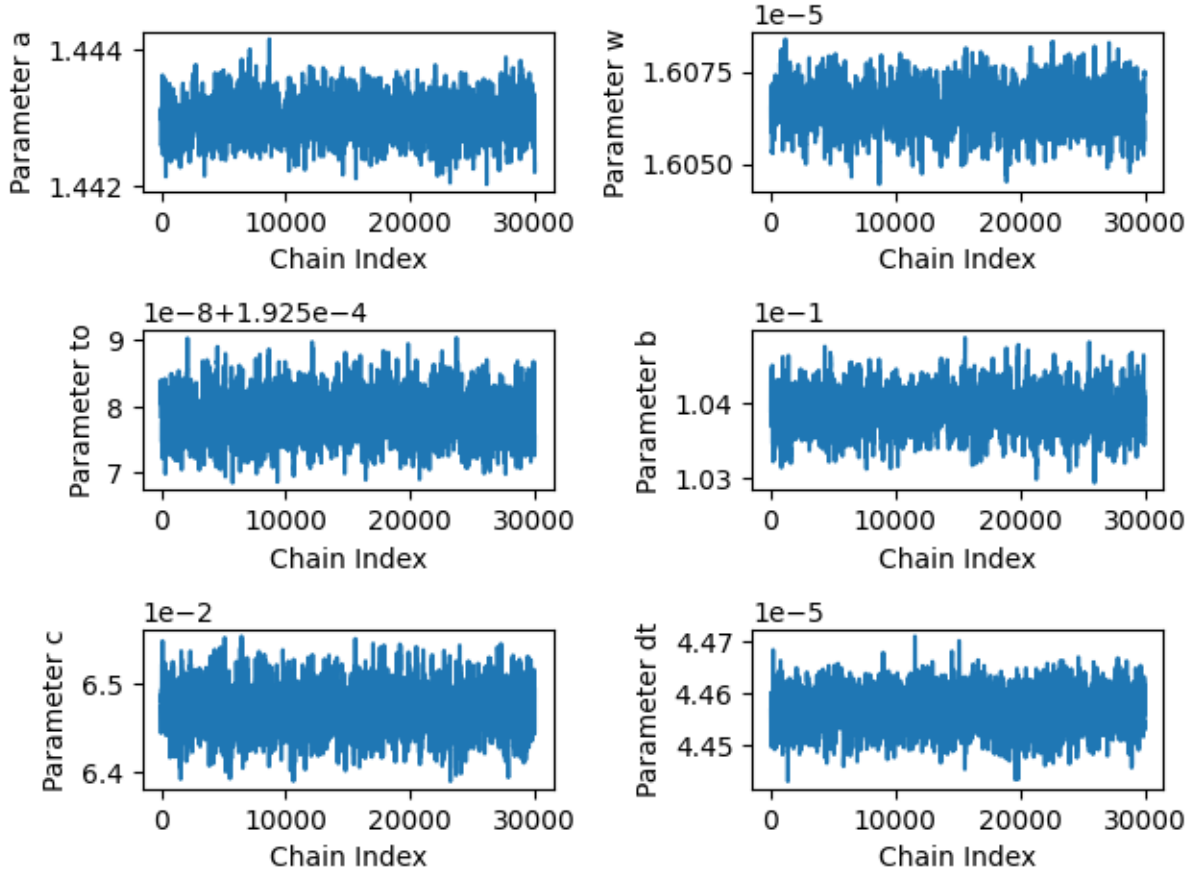 Parameter a
1.444
1.442
0 10000 20000 30000
Chain Index
1e−5
Parameter w
1.6075
1.6050
0 10000 20000 30000
Chain Index
1e−8+1.925e−4
Parameter to
9
8
7
0 10000 20000 30000
Chain Index
1e−1
Parameter b
1.04
1.03
0 10000 20000 30000
Chain Index
1e−2
Parameter c
6.5
6.4
0 10000 20000 30000
Chain Index
1e−5
Parameter dt
4.47
4.46
4.45
0 10000 20000 30000
Chain Index